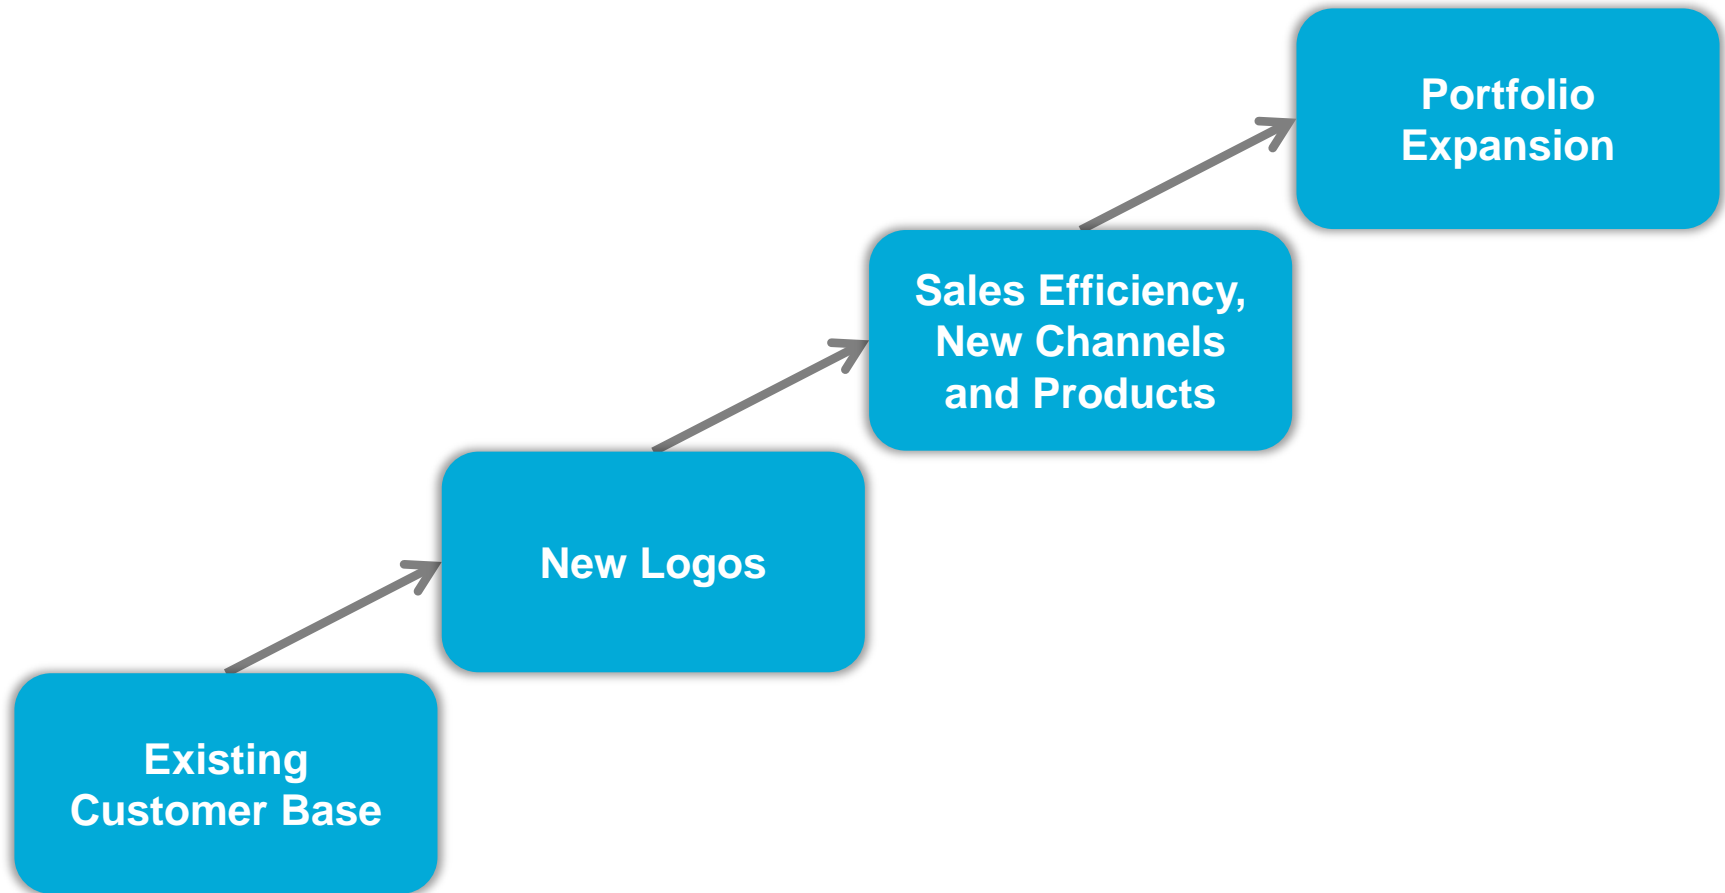 Portfolio
Expansion
Sales Efficiency,
New Channels
and Products
New Logos
Existing
Customer Base